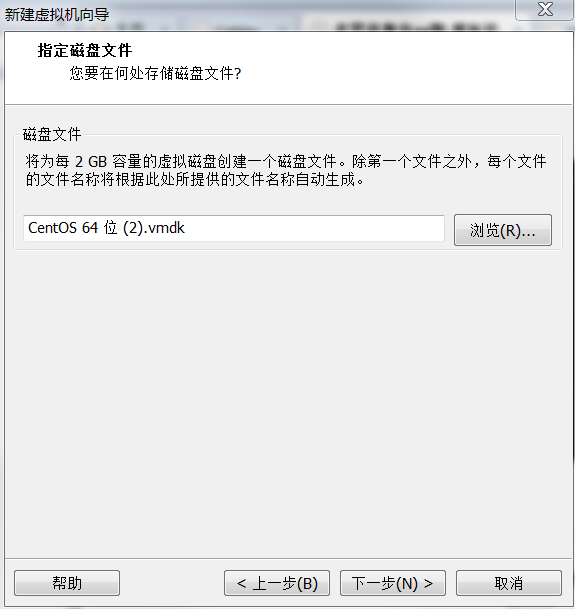 新建虚拟机向导
指定磁盘文件
您要在何处存储磁盘文件?
磁盘文件
将为每 2 GB 容量的虚拟磁盘创建一个磁盘文件。除第一个文件之外，每个文件
的文件名称将根据此处所提供的文件名称自动生成。
CentOS 64 位 (2).vmdk
浏览(R)...
帮助
< 上一步(B)
下一步(N) >
取消